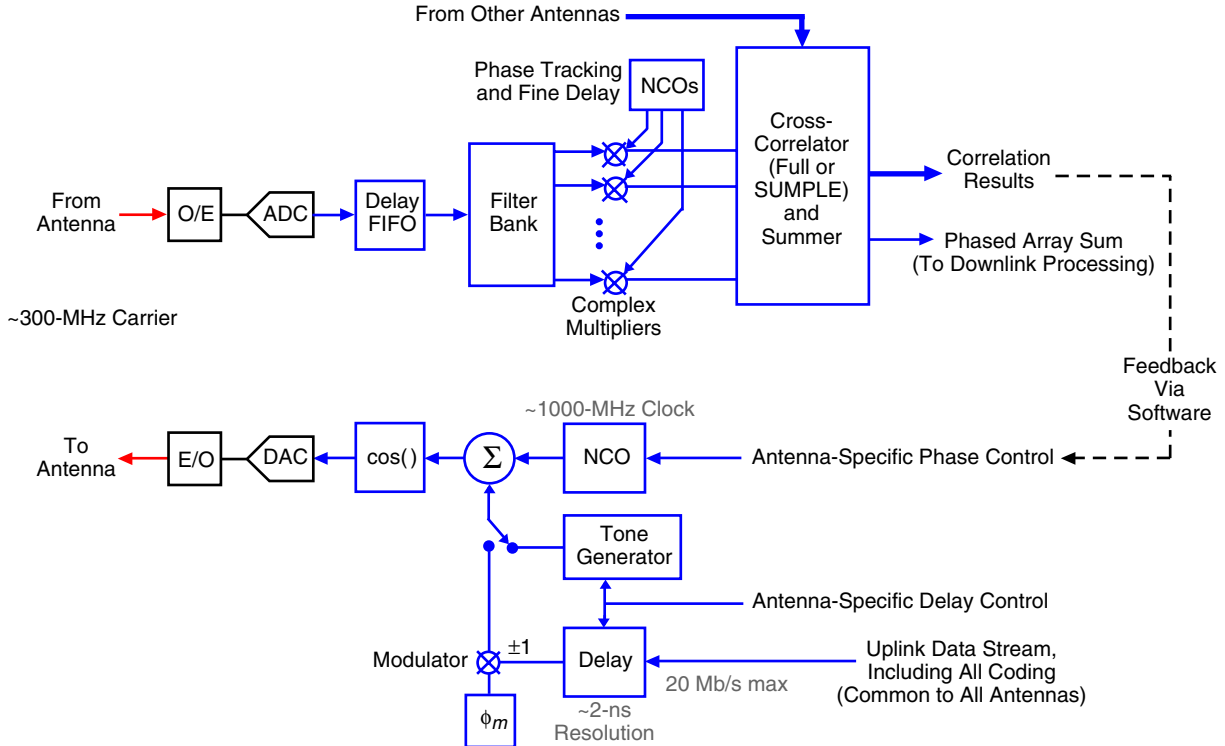 From Other Antennas
Phase Tracking
and Fine Delay
NCOs
Cross-
Correlator
(Full or
SUMPLE)
and
Summer
Correlation
Results
From
Antenna
O/E
ADC
Delay
FIFO
Filter
Bank
Phased Array Sum
(To Downlink Processing)
Complex
Multipliers
~300-MHz Carrier
Feedback
Via
Software
~1000-MHz Clock
To
Antenna
E/O
DAC
cos()
Σ
NCO
Antenna-Specific Phase Control
Tone
Generator
Antenna-Specific Delay Control
Modulator
±1
Delay
Uplink Data Stream,
Including All Coding
(Common to All Antennas)
20 Mb/s max
ϕm
~2-ns
Resolution